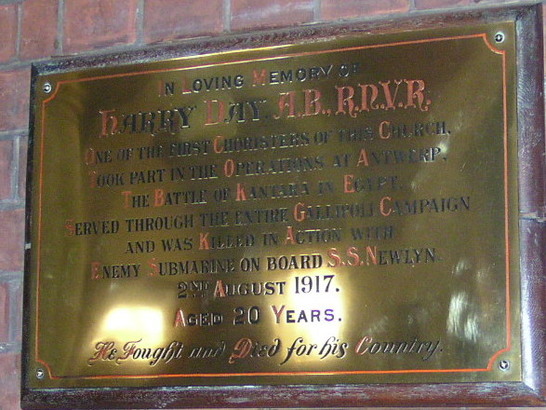 In Loving Memory of
Harry Day, A.B., R.N.V.R.
One of the first Choristers of this Church,
Took part in the Operations at Antwerp,
The Battle of Kantara in Egypt,
Served through the entire Gallipoli Campaign
and was Killed in Action with
Enemy Submarine on board S.S. Newlyn.
2nd August 1917.
Aged 20 Years.
He Fought and Died for his Country.